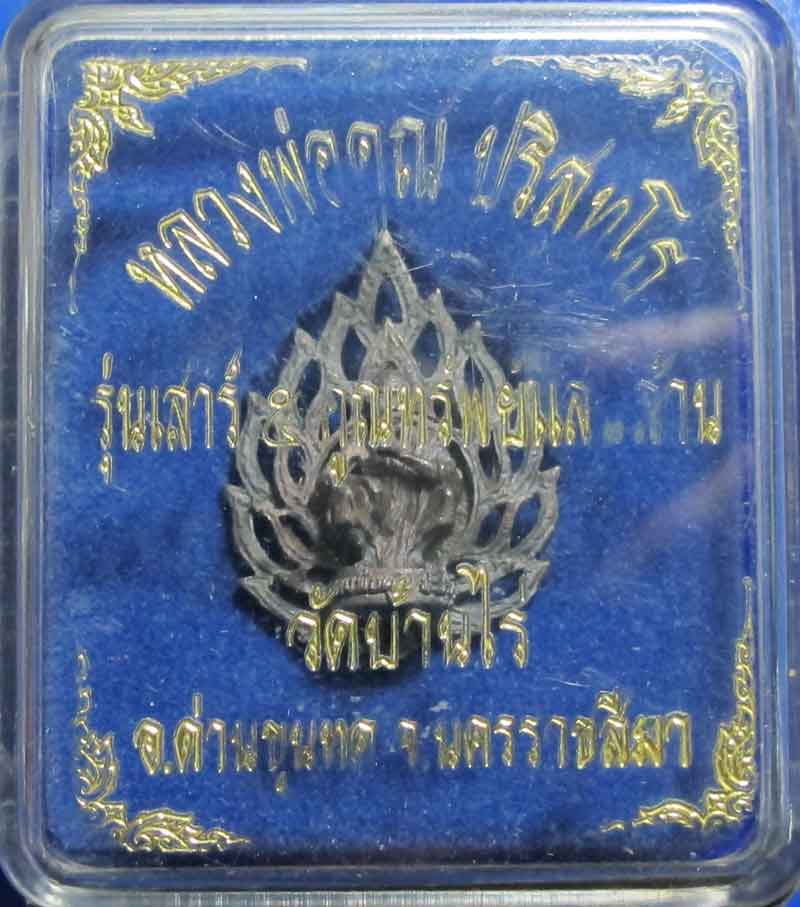 หลวงพ่อคูณ ปริสุทโธ
รุ่นเสาร์ ๕ คูณทรัพย์แสนล้าน
วัดบ้านไร่
อ.ด่านขุนทด จ.นครราชสีมา